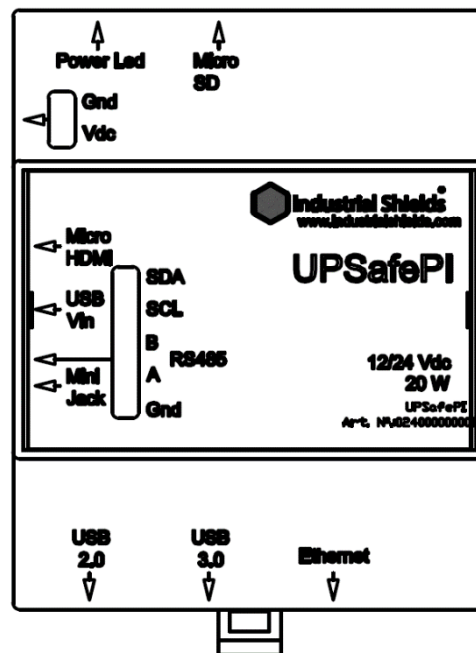 Power Led
Micro
SD
Gnd
Vdc
Industrial Shields®
www.industrialshields.com
UPSafePI
Micro
HDMI
USB
Vin
Mini
Jack
SDA
SCL
B
RS485
A
Gnd
12/24 Vdc
20 W
UPSafePI
Art.
USB
2.0
USB
3.0
Ethernet